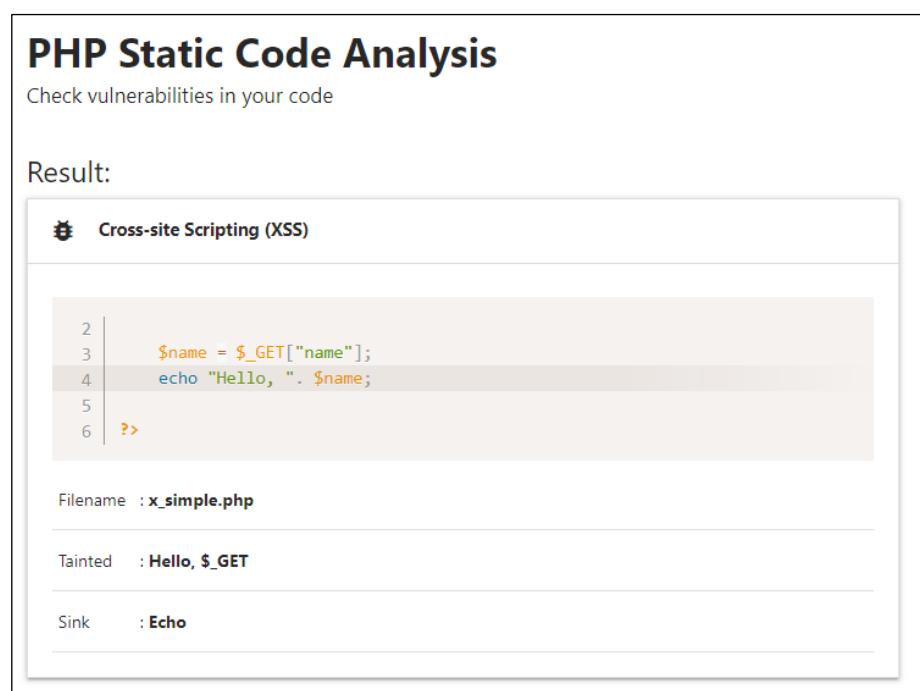 PHP Static Code Analysis
Check vulnerabilities in your code
Result:
Cross-site Scripting (XSS)
2
3 $name = $_GET["name"];
4 echo "Hello, ". $name;
5
6 ?>
Filename : x_simple.php
Tainted : Hello, $_GET
Sink : Echo